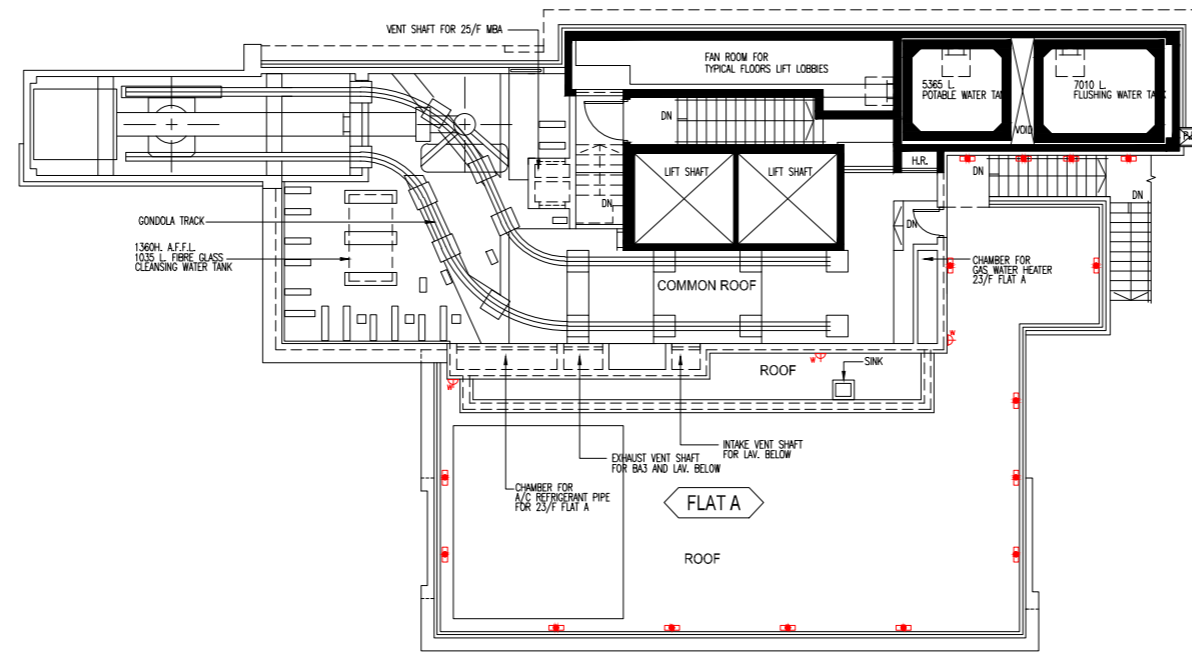 VENT SHAFT FOR 25/F MBA
FAN ROOM FOR
TYPICAL FLOORS LIFT LOBBIES
5365 L.
POTABLE WATER TANK
7010 L.
FLUSHING WATER TANK
VOID
DN
H.R.
LIFT SHAFT
LIFT SHAFT
DN
DN
DN
DN
GONDOLA TRACK
1360H. A.F.F.L.
1035 L. FIBRE GLASS
CLEANSING WATER TANK
COMMON ROOF
CHAMBER FOR
GAS WATER HEATER
23/F FLAT A
ROOF
SINK
INTAKE VENT SHAFT
FOR LAV. BELOW
EXHAUST VENT SHAFT
FOR BA3 AND LAV. BELOW
CHAMBER FOR
A/C REFRIGERANT PIPE
FOR 23/F FLAT A
FLAT A
ROOF